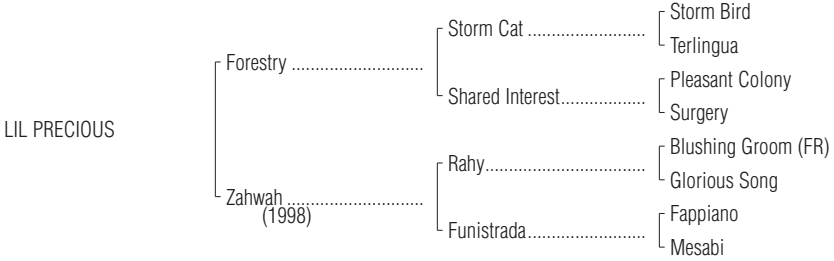 Storm Bird
Storm Cat ........................
Terlingua
Forestry ...........................
Pleasant Colony
Shared Interest.................
Surgery
LIL PRECIOUS
Blushing Groom (FR)
Rahy................................
Glorious Song
Zahwah ............................
(1998)
Fappiano
Funistrada........................
Mesabi